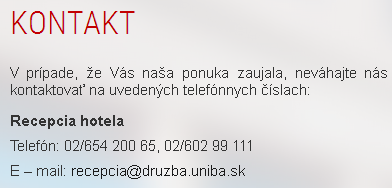 KONTAKT
V prípade, že Vás naša ponuka zaujala, neváhajte nás
kontaktovať na uvedených telefónnych číslach:
Recepcia hotela
Telefón: 02/654 200 65, 02/602 99 111
E – mail: recepcia@druzba.uniba.sk